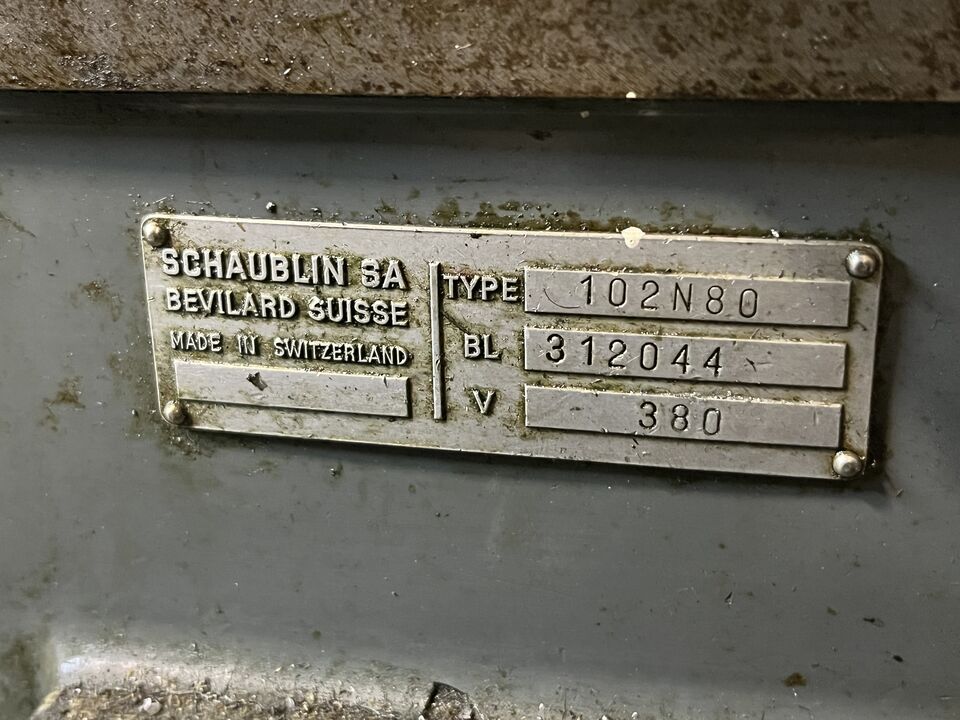 SCHAUBLIN SA
BEVILARD SUISSE
MADE IN SWITZERLAND
TYPE 102N80
BL 312044
V 380